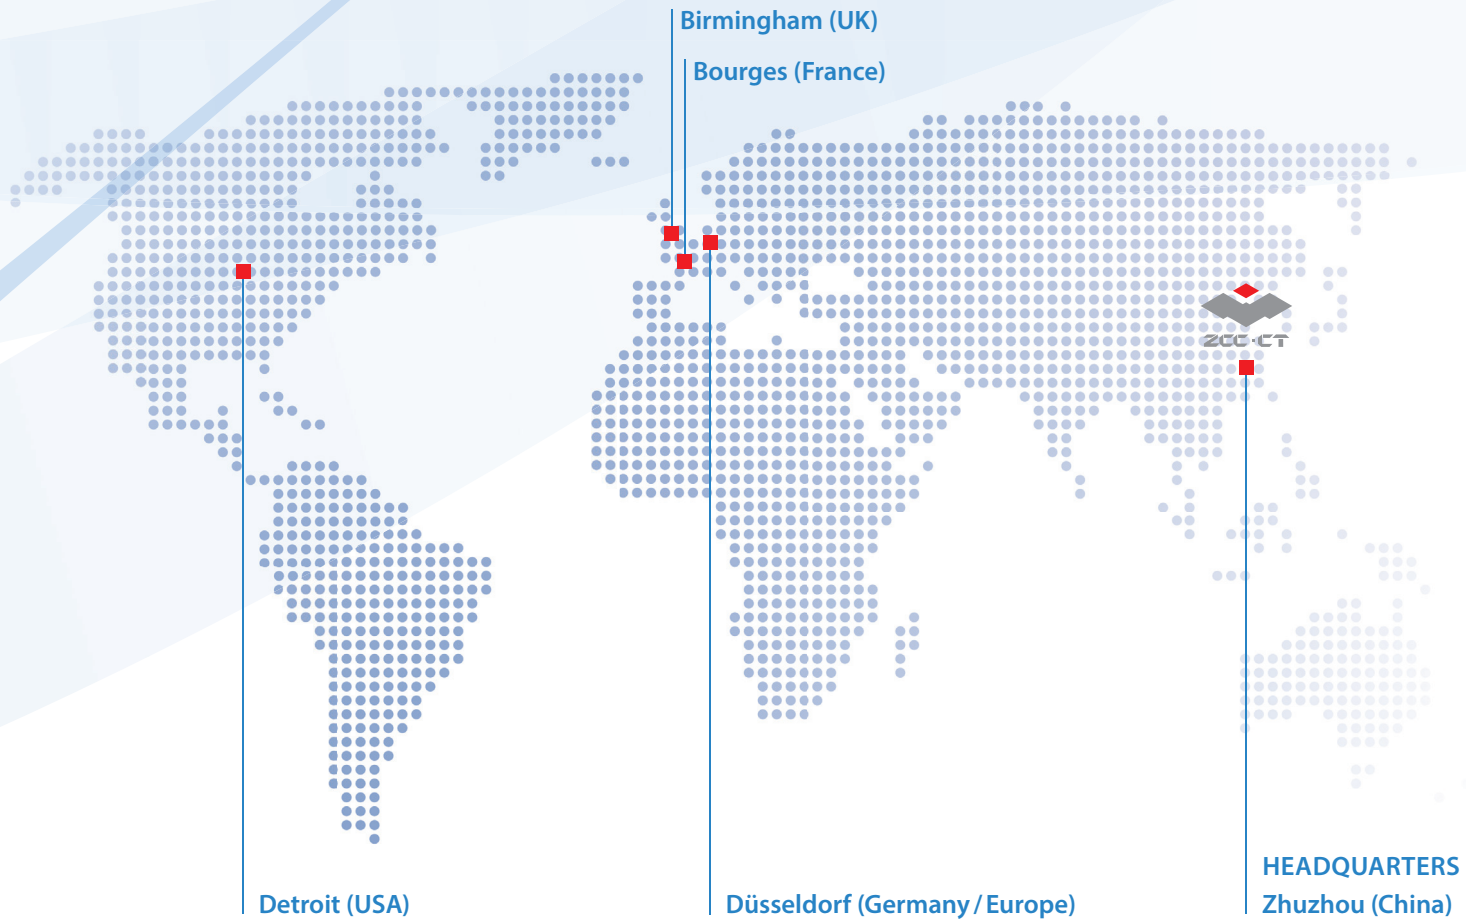 Birmingham (UK)
Bourges (France)
ZCC·CT
HEADQUARTERS
Detroit (USA)
Düsseldorf (Germany / Europe)
Zhuzhou (China)